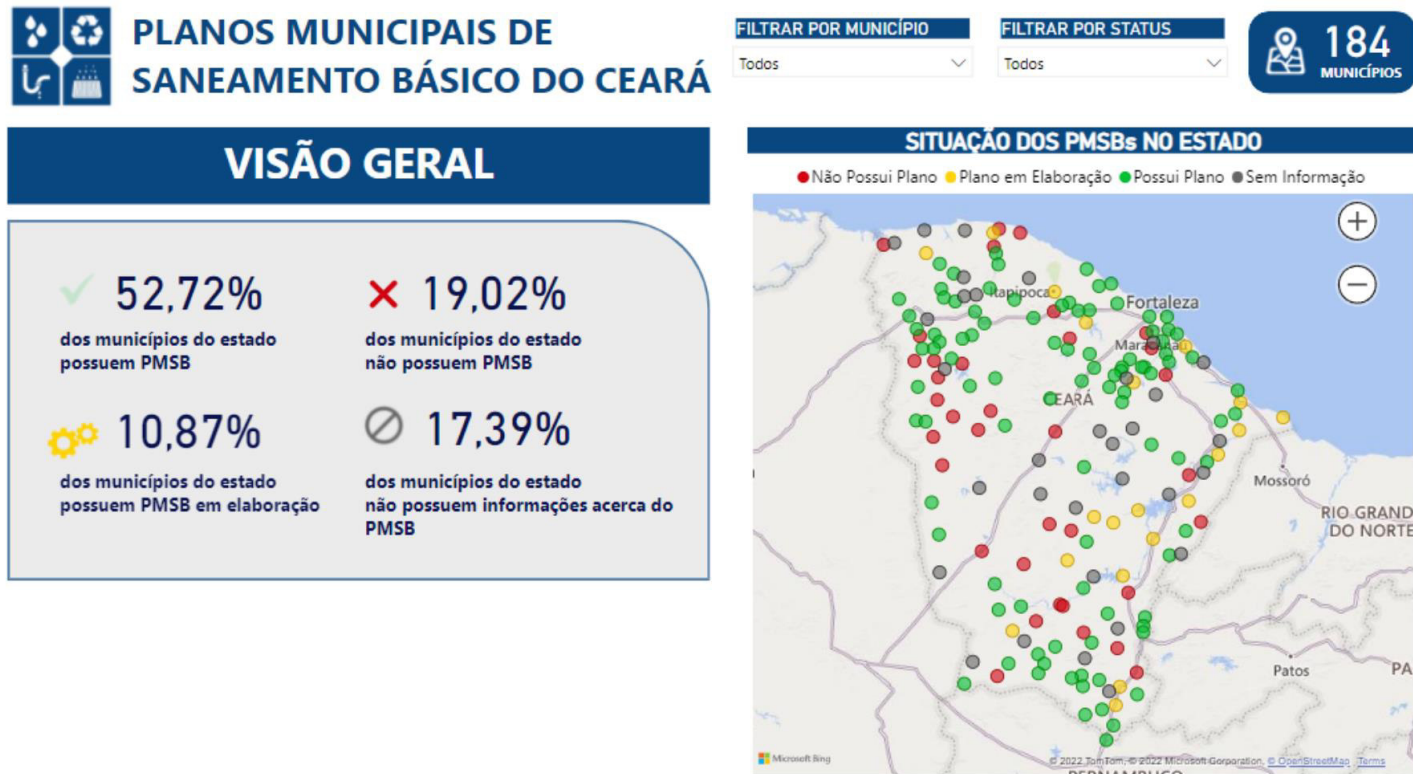 PLANOS MUNICIPAIS DE
SANEAMENTO BÁSICO DO CEARÁ
FILTRAR POR MUNICÍPIO
Todos
FILTRAR POR STATUS
Todos
184
MUNICÍPIOS
VISÃO GERAL
52,72%
dos municípios do estado
possuem PMSB
19,02%
dos municípios do estado
não possuem PMSB
10,87%
dos municípios do estado
possuem PMSB em elaboração
17,39%
dos municípios do estado
não possuem informações acerca do
PMSB
SITUAÇÃO DOS PMSBs NO ESTADO
Não Possui Plano Plano em Elaboração Possui Plano Sem Informação
Itapipoca
Fortaleza
Maracanaú
CEARÁ
Mossoró
RIO GRAND
DO NORTE
Patos
PA
Microsoft Bing
© 2022 TomTom, © 2022 Microsoft Corporation, © OpenStreetMap Terms
PERNAMBUCO